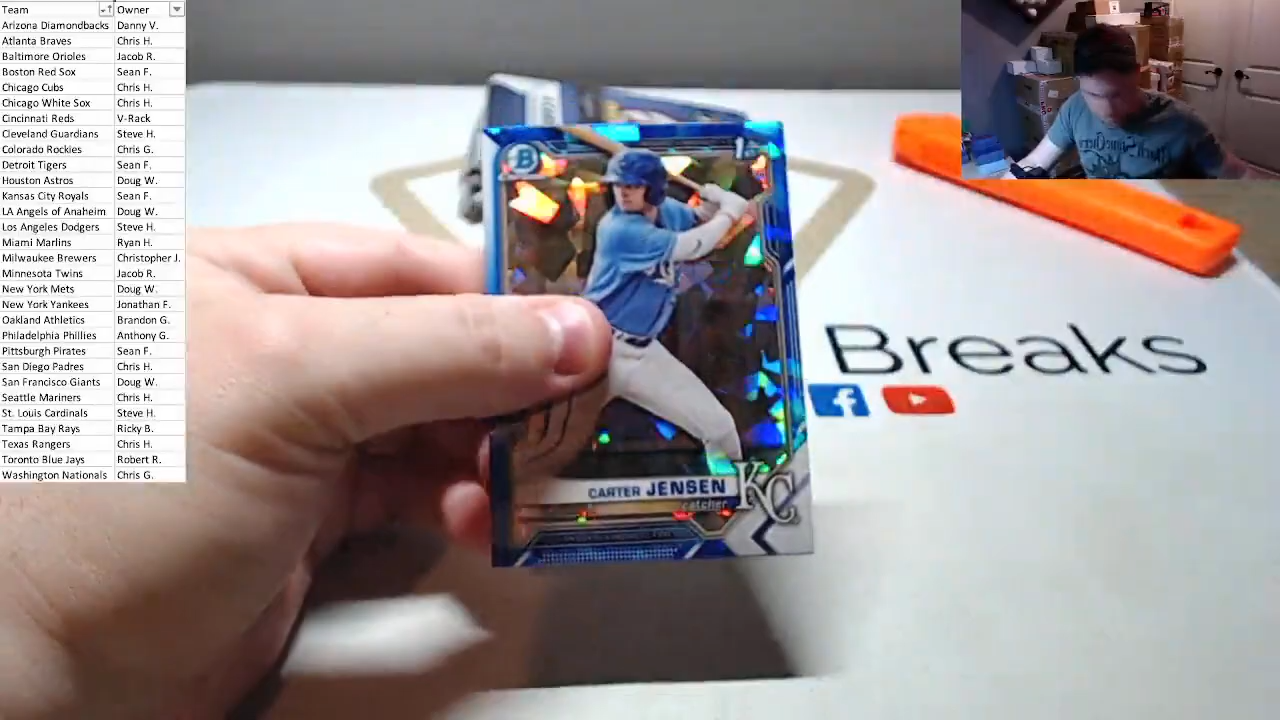 Team Owner
Arizona Diamondbacks Danny V.
Atlanta Braves Chris H.
Baltimore Orioles Jacob R.
Boston Red Sox Sean F.
Chicago Cubs Chris H.
Chicago White Sox Chris H.
Cincinnati Reds V-Rack
Cleveland Guardians Steve H.
Colorado Rockies Chris G.
Detroit Tigers Sean F.
Houston Astros Doug W.
Kansas City Royals Sean F.
LA Angels of Anaheim Doug W.
Los Angeles Dodgers Steve H.
Miami Marlins Ryan H.
Milwaukee Brewers Christopher J.
Minnesota Twins Jacob R.
New York Mets Doug W.
New York Yankees Jonathan F.
Oakland Athletics Brandon G.
Philadelphia Phillies Anthony G.
Pittsburgh Pirates Sean F.
San Diego Padres Chris H.
San Francisco Giants Doug W.
Seattle Mariners Chris H.
St. Louis Cardinals Steve H.
Tampa Bay Rays Ricky B.
Texas Rangers Chris H.
Toronto Blue Jays Robert R.
Washington Nationals Chris G.
B
1st
CARTER JENSEN
catcher
KC
Breaks
f